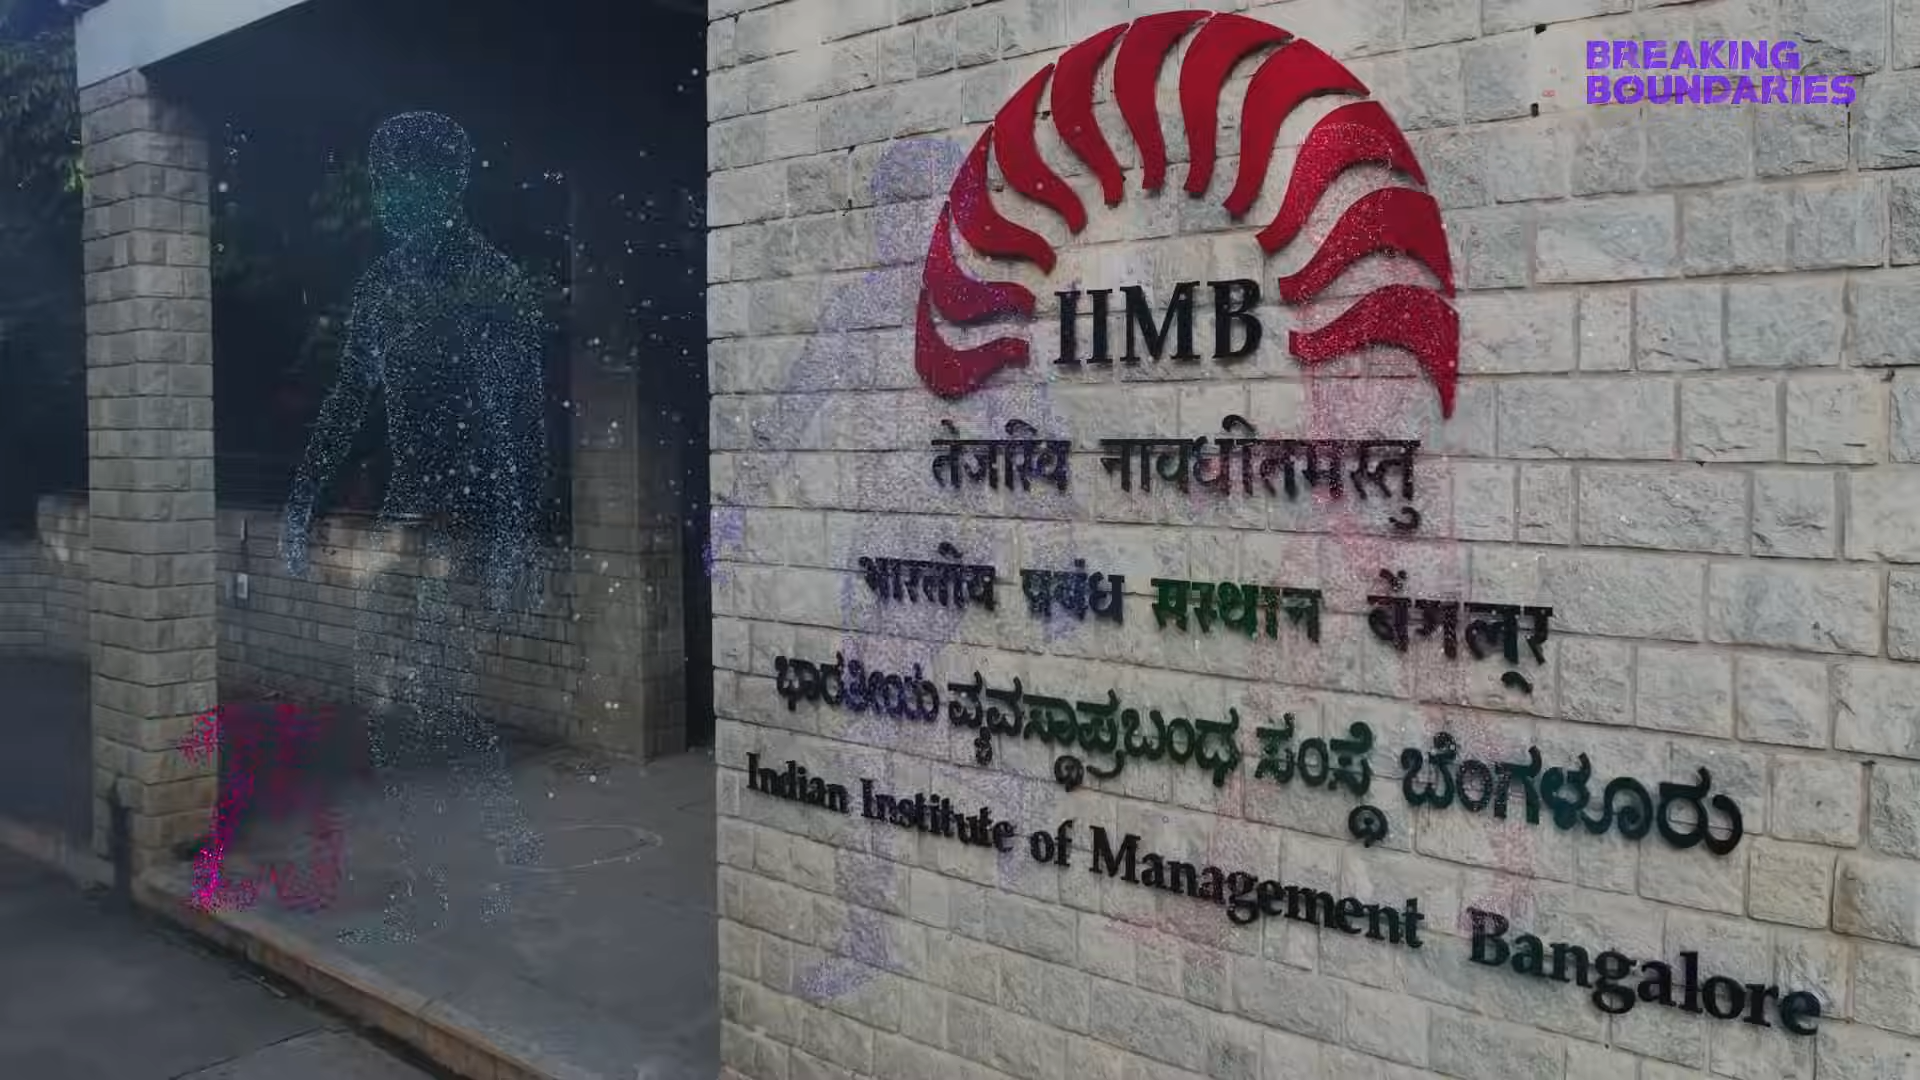 BREAKING
BOUNDARIES
IIMB
तेजस्वि नावधीतमस्तु
भारतीय प्रबंध संस्थान बेंगलूर
ಭಾರತೀಯ ವ್ಯವಸ್ಥಾಪ್ರಬಂಧ ಸಂಸ್ಥೆ ಬೆಂಗಳೂರು
Indian Institute of Management Bangalore